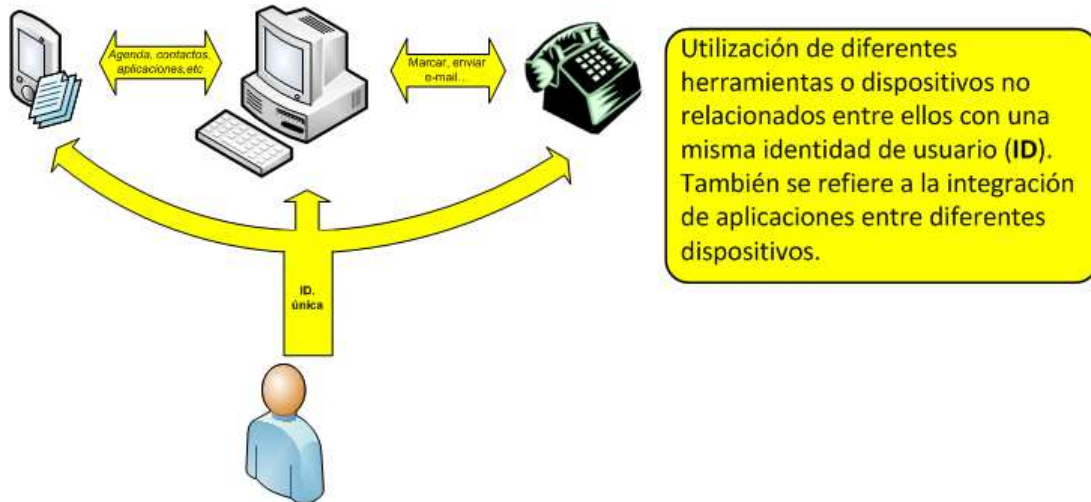 Agenda, contactos,
aplicaciones,etc
Marcar, enviar
e-mail...
Utilización de diferentes
herramientas o dispositivos no
relacionados entre ellos con una
misma identidad de usuario (ID).
También se refiere a la integración
de aplicaciones entre diferentes
dispositivos.
ID.
única